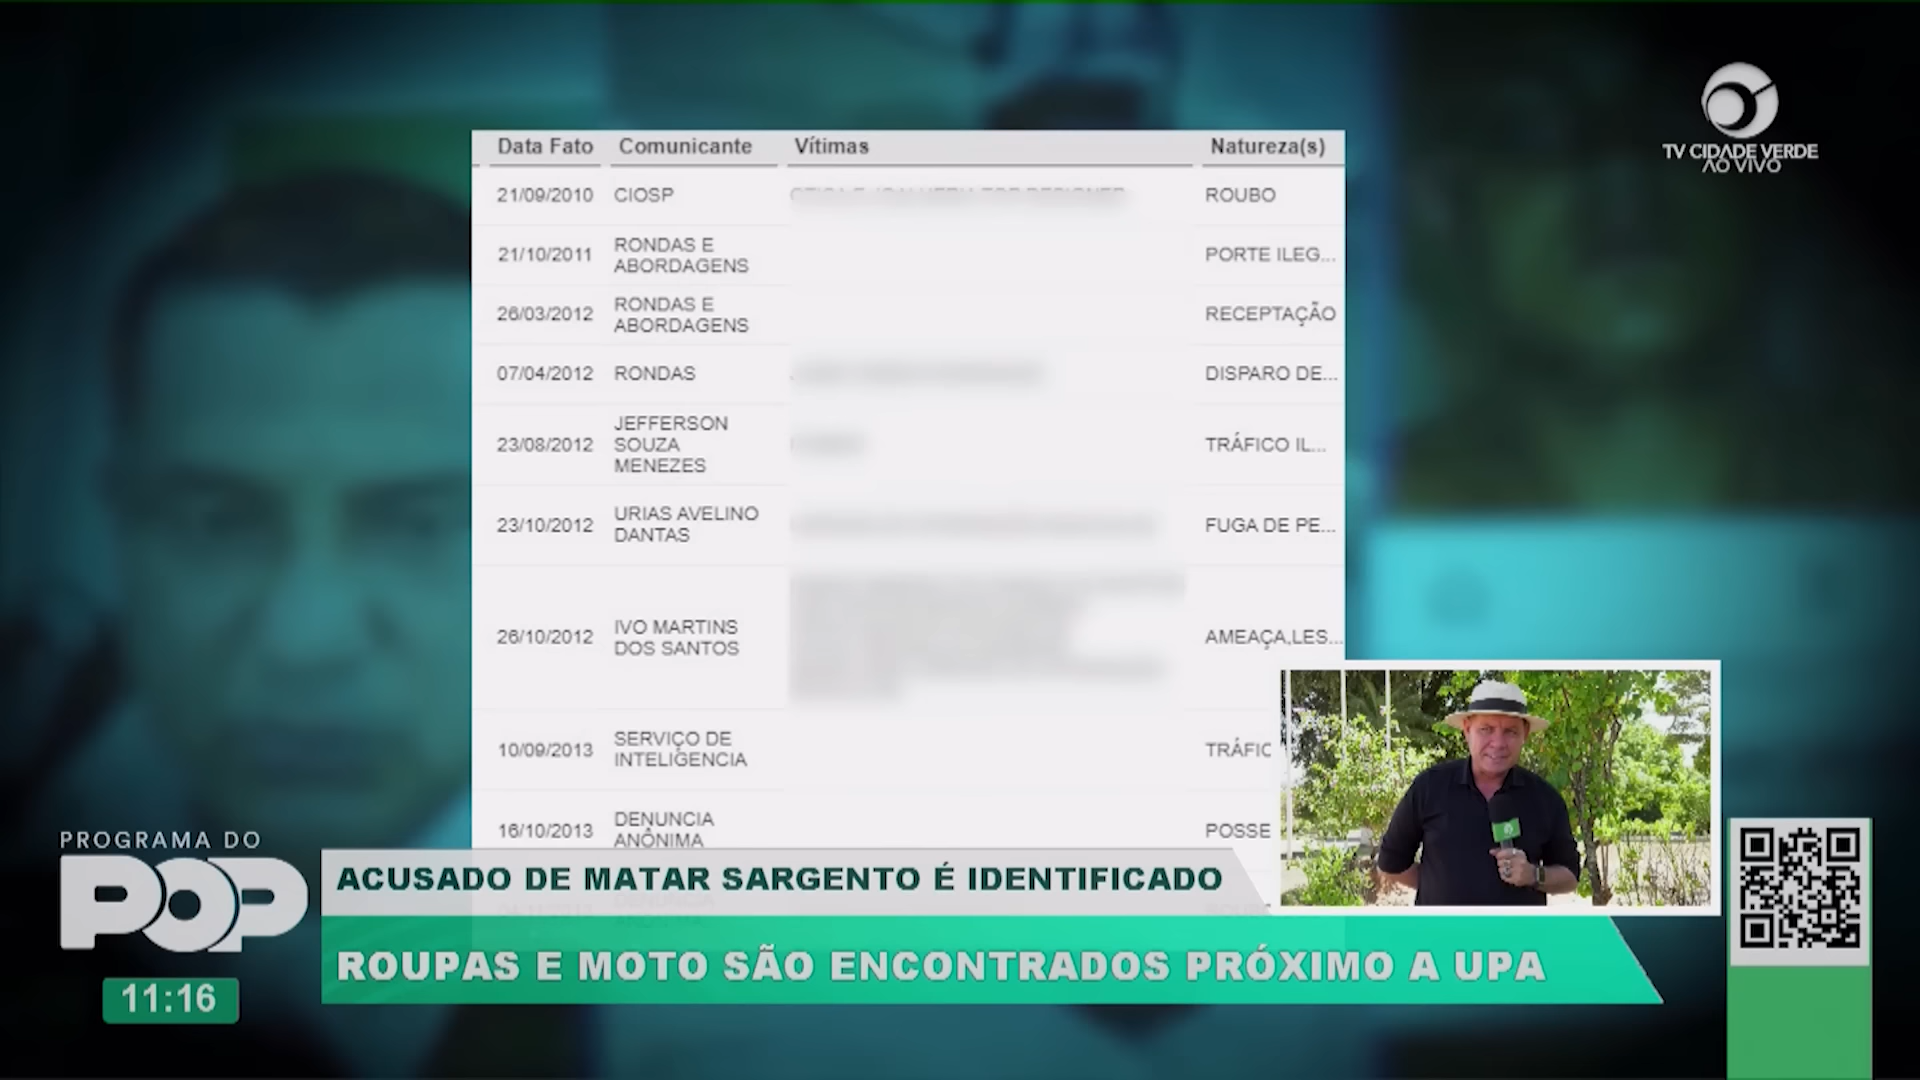 TV CIDADE VERDE
AO VIVO
Data Fato Comunicante Vítimas Natureza(s)
21/09/2010 CIOSP ROUBO
21/10/2011 RONDAS E ABORDAGENS PORTE ILEG...
26/03/2012 RONDAS E ABORDAGENS RECEPTAÇÃO
07/04/2012 RONDAS DISPARO DE...
23/08/2012 JEFFERSON SOUZA MENEZES TRÁFICO IL...
23/10/2012 URIAS AVELINO DANTAS FUGA DE PE...
26/10/2012 IVO MARTINS DOS SANTOS AMEAÇA,LES...
10/09/2013 SERVIÇO DE INTELIGENCIA TRÁFIC
16/10/2013 DENUNCIA ANÔNIMA POSSE
PROGRAMA DO
POP
11:16
ACUSADO DE MATAR SARGENTO É IDENTIFICADO
ROUPAS E MOTO SÃO ENCONTRADOS PRÓXIMO A UPA